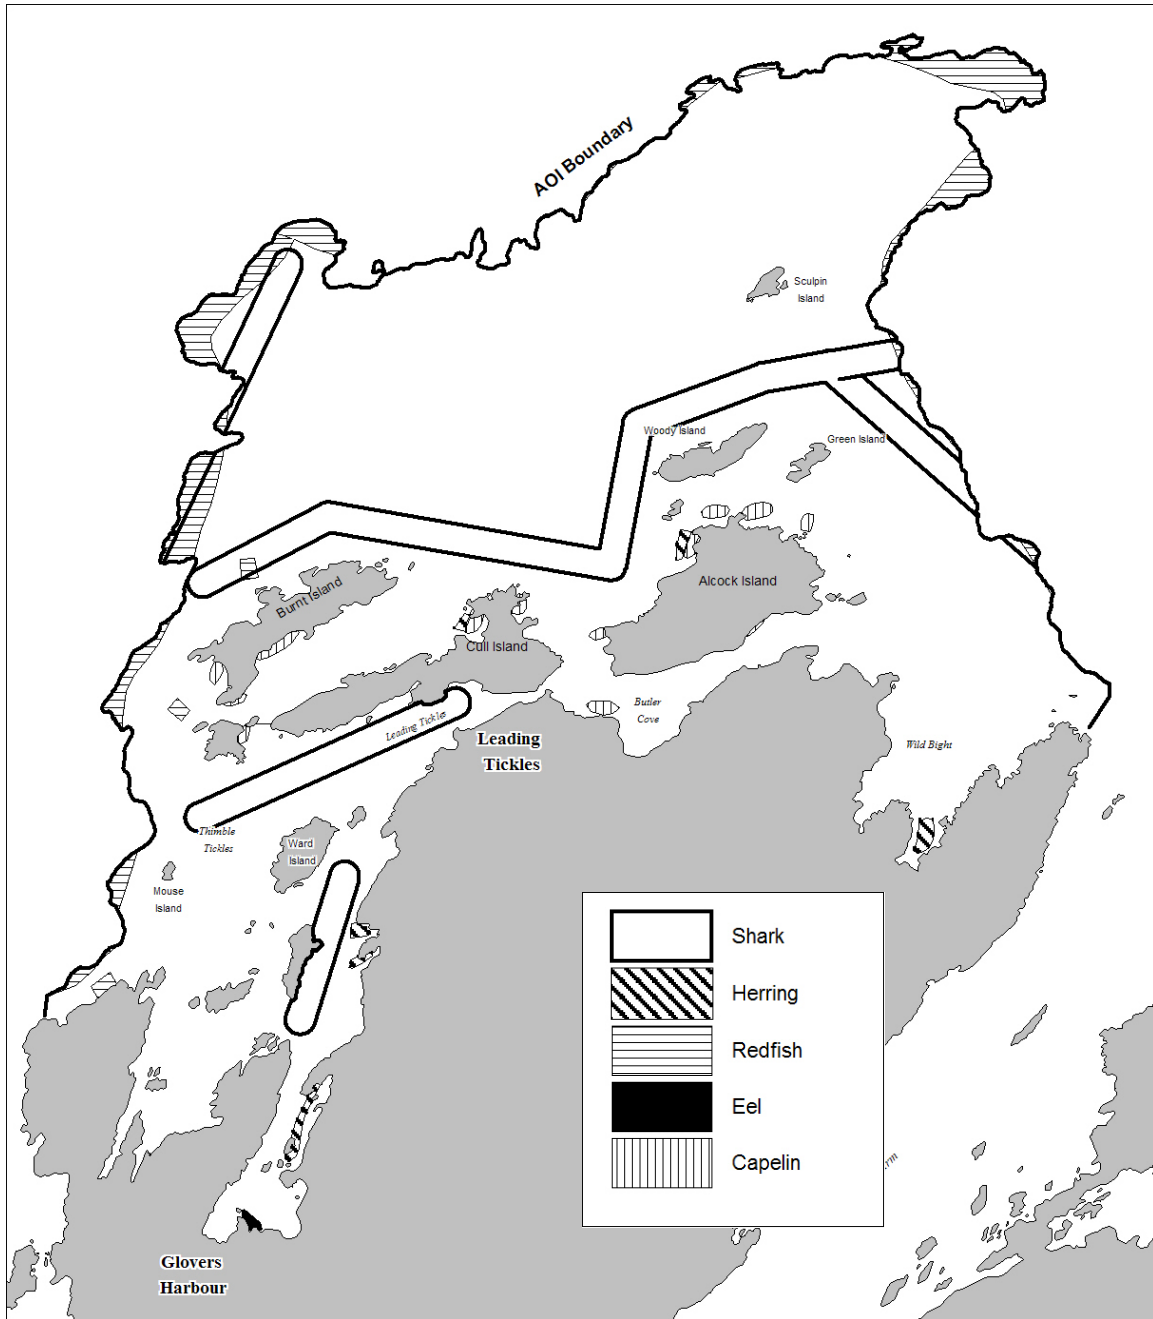 AOI Boundary
Sculpin
Island
Woody Island
Green Island
Alcock Island
Burnt Island
Cull Island
Butler
Cove
Leading Tickles
Leading
Tickles
Wild Bight
Thimble
Tickles
Ward
Island
Mouse
Island
Shark
Herring
Redfish
Eel
Capelin
Glovers
Harbour